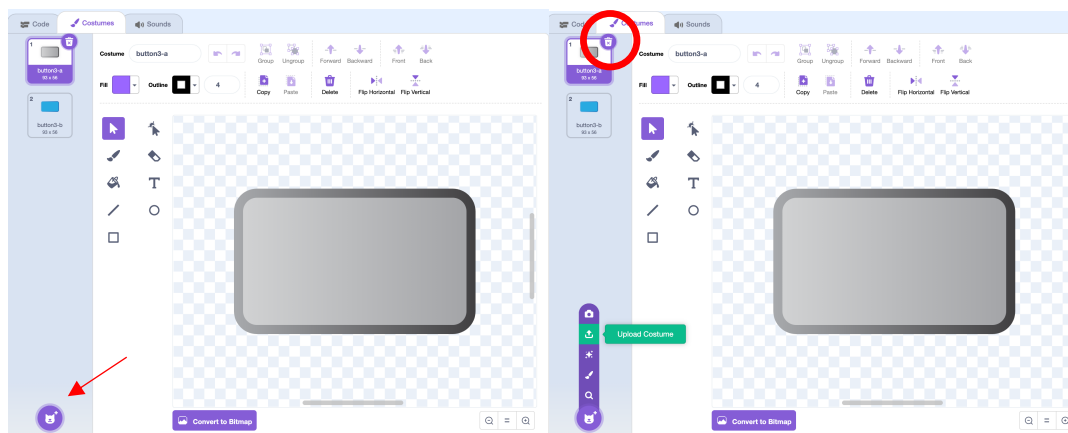 Code Costumes Sounds
1
button3-a
93 x 56
2
button3-b
93 x 56
Costume button3-a
Group Ungroup Forward Backward Front Back
Fill Outline 4
Copy Paste Delete Flip Horizontal Flip Vertical
T
Convert to Bitmap
=
Code Costumes Sounds
1
button3-a
93 x 56
2
button3-b
93 x 56
Costume button3-a
Group Ungroup Forward Backward Front Back
Fill Outline 4
Copy Paste Delete Flip Horizontal Flip Vertical
T
Upload Costume
Convert to Bitmap
=